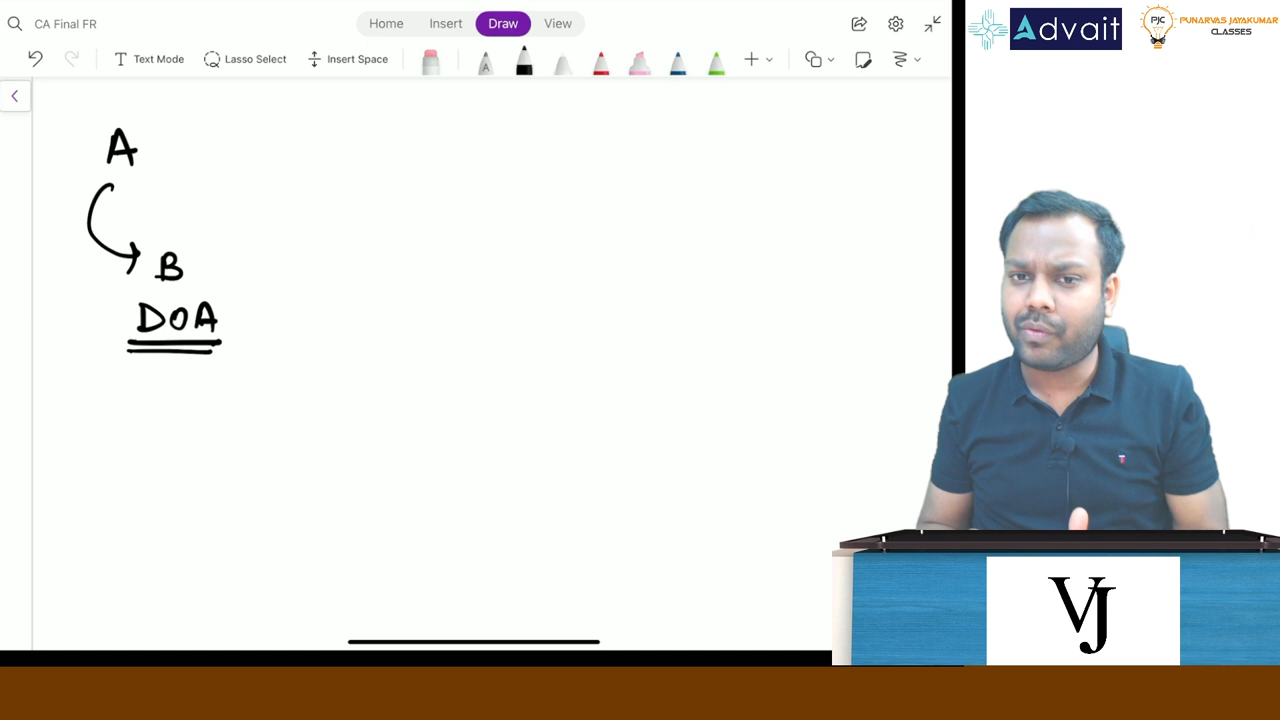 CA Final FR
Home Insert Draw View
Text Mode Lasso Select Insert Space
A
B
DOA
Advait
PJC
PUNARVAS JAYAKUMAR
CLASSES
VJ